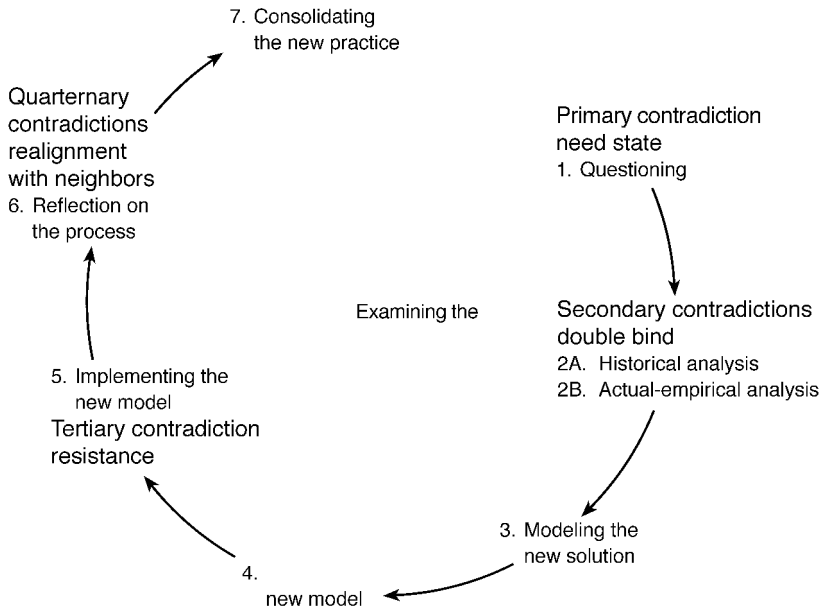 7. Consolidating
the new practice
Quarternary
contradictions
realignment
with neighbors
6. Reflection on
the process
Primary contradiction
need state
1. Questioning
Examining the
Secondary contradictions
double bind
2A. Historical analysis
2B. Actual-empirical analysis
5. Implementing the
new model
Tertiary contradiction
resistance
3. Modeling the
new solution
4.
new model